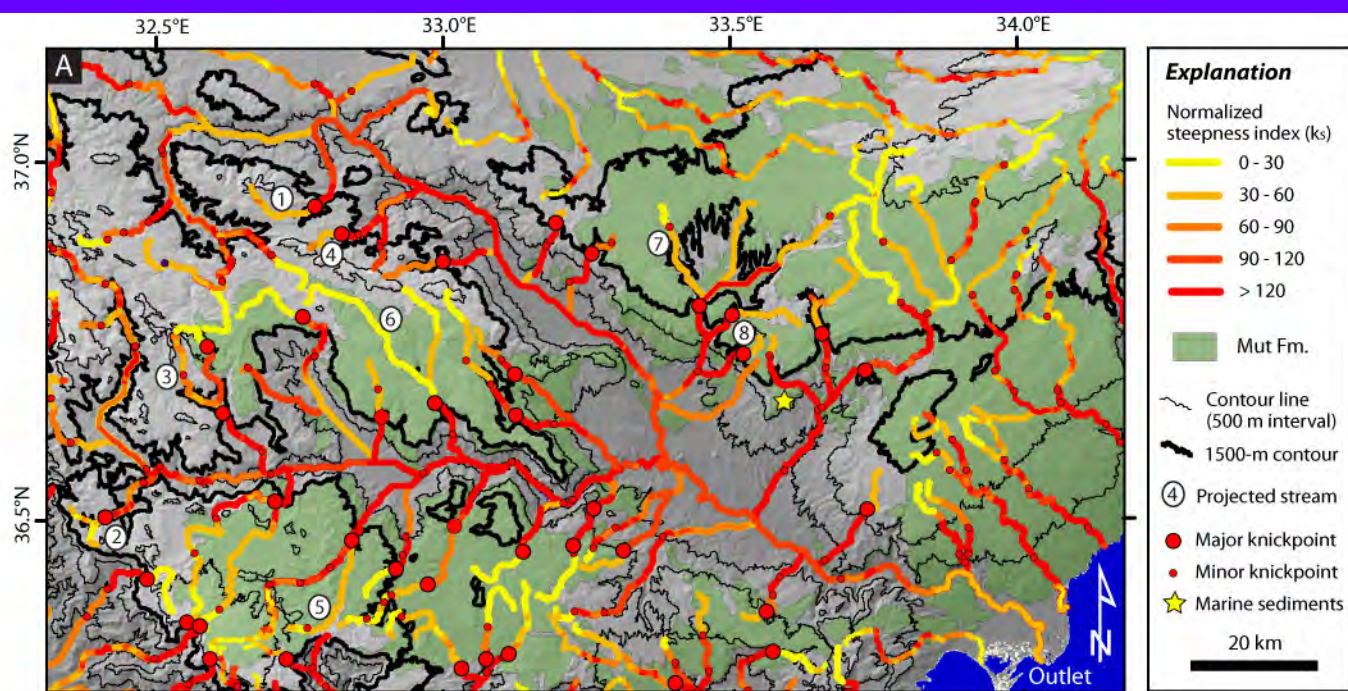 32.5°E 33.0°E 33.5°E 34.0°E
A
37.0°N
36.5°N
1
4
7
6
8
3
2
5
Outlet
N
Explanation
Normalized
steepness index (ks)
0 - 30
30 - 60
60 - 90
90 - 120
> 120
Mut Fm.
Contour line
(500 m interval)
1500-m contour
4 Projected stream
Major knickpoint
Minor knickpoint
Marine sediments
20 km